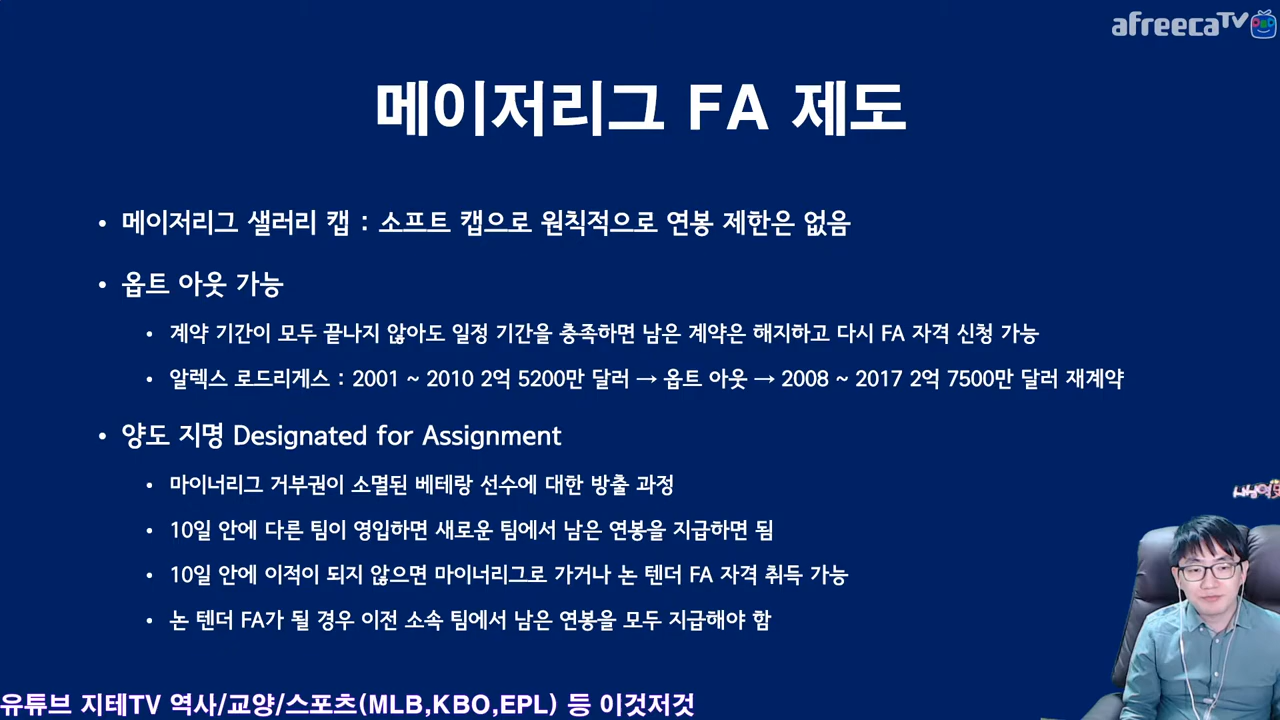 afreecaTV
메이저리그 FA 제도
• 메이저리그 샐러리 캡 : 소프트 캡으로 원칙적으로 연봉 제한은 없음
• 옵트 아웃 가능
• 계약 기간이 모두 끝나지 않아도 일정 기간을 충족하면 남은 계약은 해지하고 다시 FA 자격 신청 가능
• 알렉스 로드리게스 : 2001 ~ 2010 2억 5200만 달러 → 옵트 아웃 → 2008 ~ 2017 2억 7500만 달러 재계약
• 양도 지명 Designated for Assignment
• 마이너리그 거부권이 소멸된 베테랑 선수에 대한 방출 과정
• 10일 안에 다른 팀이 영입하면 새로운 팀에서 남은 연봉을 지급하면 됨
• 10일 안에 이적이 되지 않으면 마이너리그로 가거나 논 텐더 FA 자격 취득 가능
• 논 텐더 FA가 될 경우 이전 소속 팀에서 남은 연봉을 모두 지급해야 함
유튜브 지테TV 역사/교양/스포츠(MLB,KBO,EPL) 등 이것저것